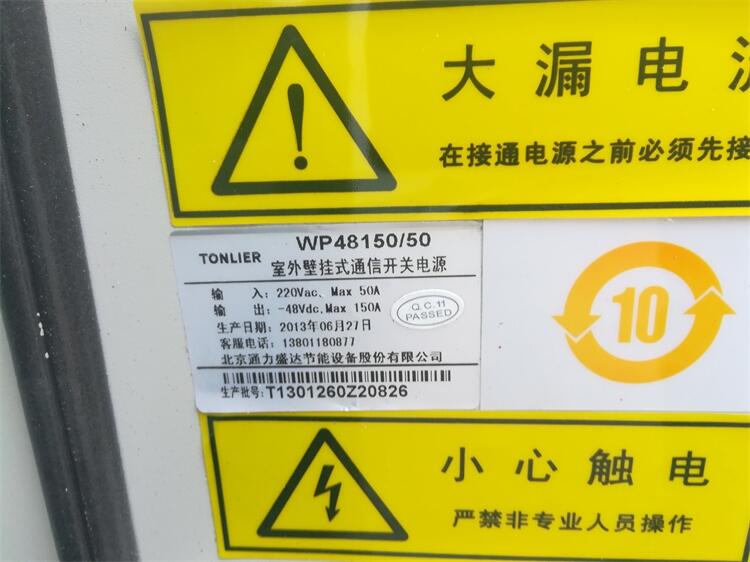 大漏电流
在接通电源之前必须先接
TONLIER
WP48150/50
室外壁挂式通信开关电源
输 入: 220Vac、Max 50A
输 出: -48Vdc.Max 150A
Q.C.11
PASSED
生产日期: 2013年06月27日
客服电话: 13801180877
北京通力盛达节能设备股份有限公司
生产批号: T1301260Z20826
10
小心触电
严禁非专业人员操作